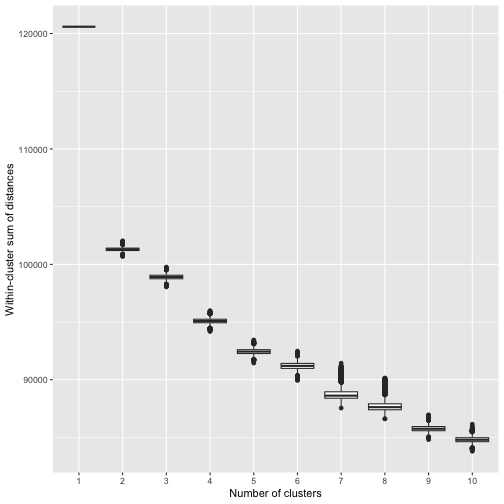 120000
110000
100000
90000
Within-cluster sum of distances
1 2 3 4 5 6 7 8 9 10
Number of clusters